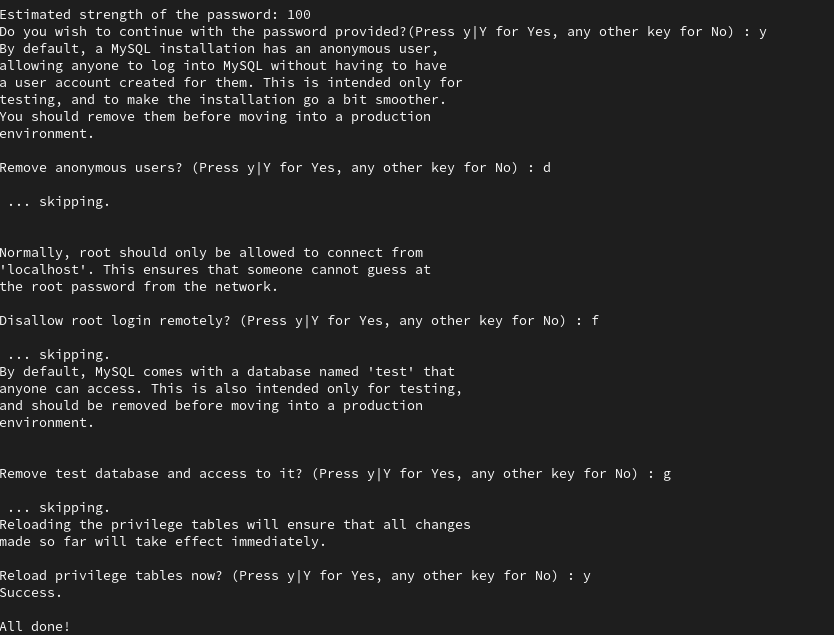 Estimated strength of the password: 100
Do you wish to continue with the password provided?(Press y|Y for Yes, any other key for No) : y
By default, a MySQL installation has an anonymous user,
allowing anyone to log into MySQL without having to have
a user account created for them. This is intended only for
testing, and to make the installation go a bit smoother.
You should remove them before moving into a production
environment.
Remove anonymous users? (Press y|Y for Yes, any other key for No) : d
... skipping.
Normally, root should only be allowed to connect from
'localhost'. This ensures that someone cannot guess at
the root password from the network.
Disallow root login remotely? (Press y|Y for Yes, any other key for No) : f
... skipping.
By default, MySQL comes with a database named 'test' that
anyone can access. This is also intended only for testing,
and should be removed before moving into a production
environment.
Remove test database and access to it? (Press y|Y for Yes, any other key for No) : g
... skipping.
Reloading the privilege tables will ensure that all changes
made so far will take effect immediately.
Reload privilege tables now? (Press y|Y for Yes, any other key for No) : y
Success.
All done!